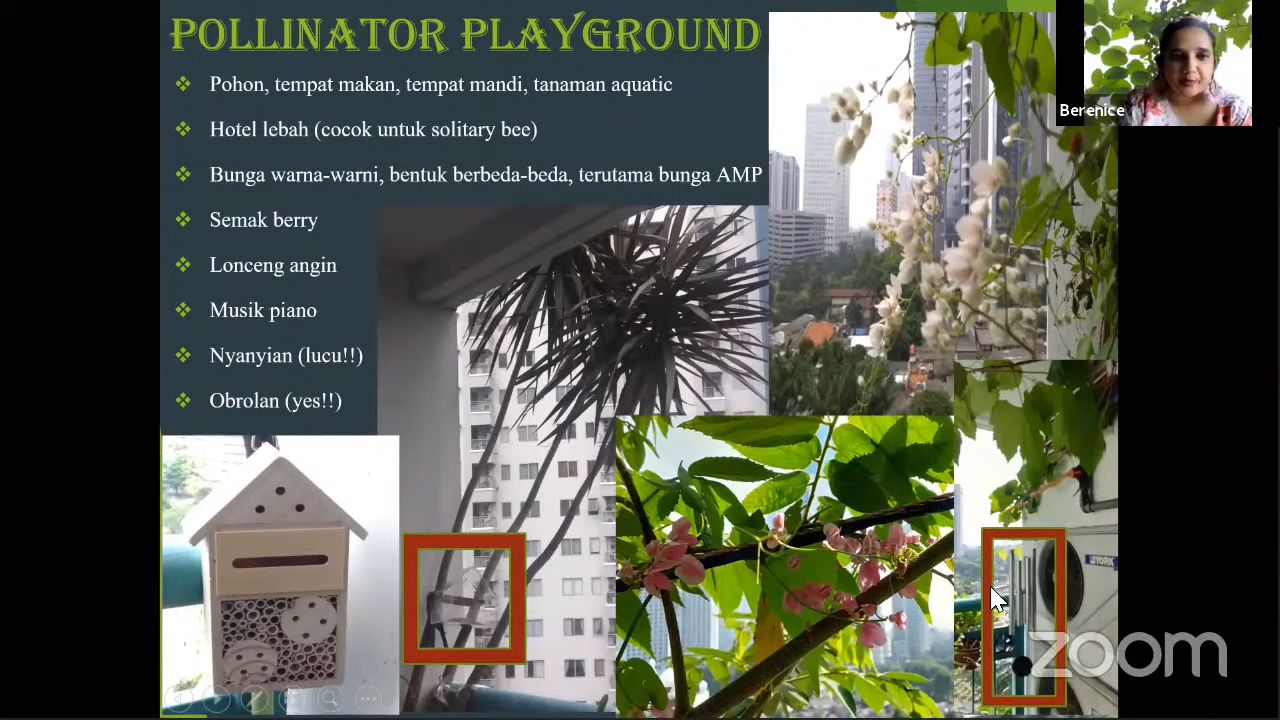 POLLINATOR PLAYGROUND
Pohon, tempat makan, tempat mandi, tanaman aquatic
Hotel lebah (cocok untuk solitary bee)
Bunga warna-warni, bentuk berbeda-beda, terutama bunga AMP
Semak berry
Lonceng angin
Musik piano
Nyanyian (lucu!!)
Obrolan (yes!!)
Berenice
YORK
zoom